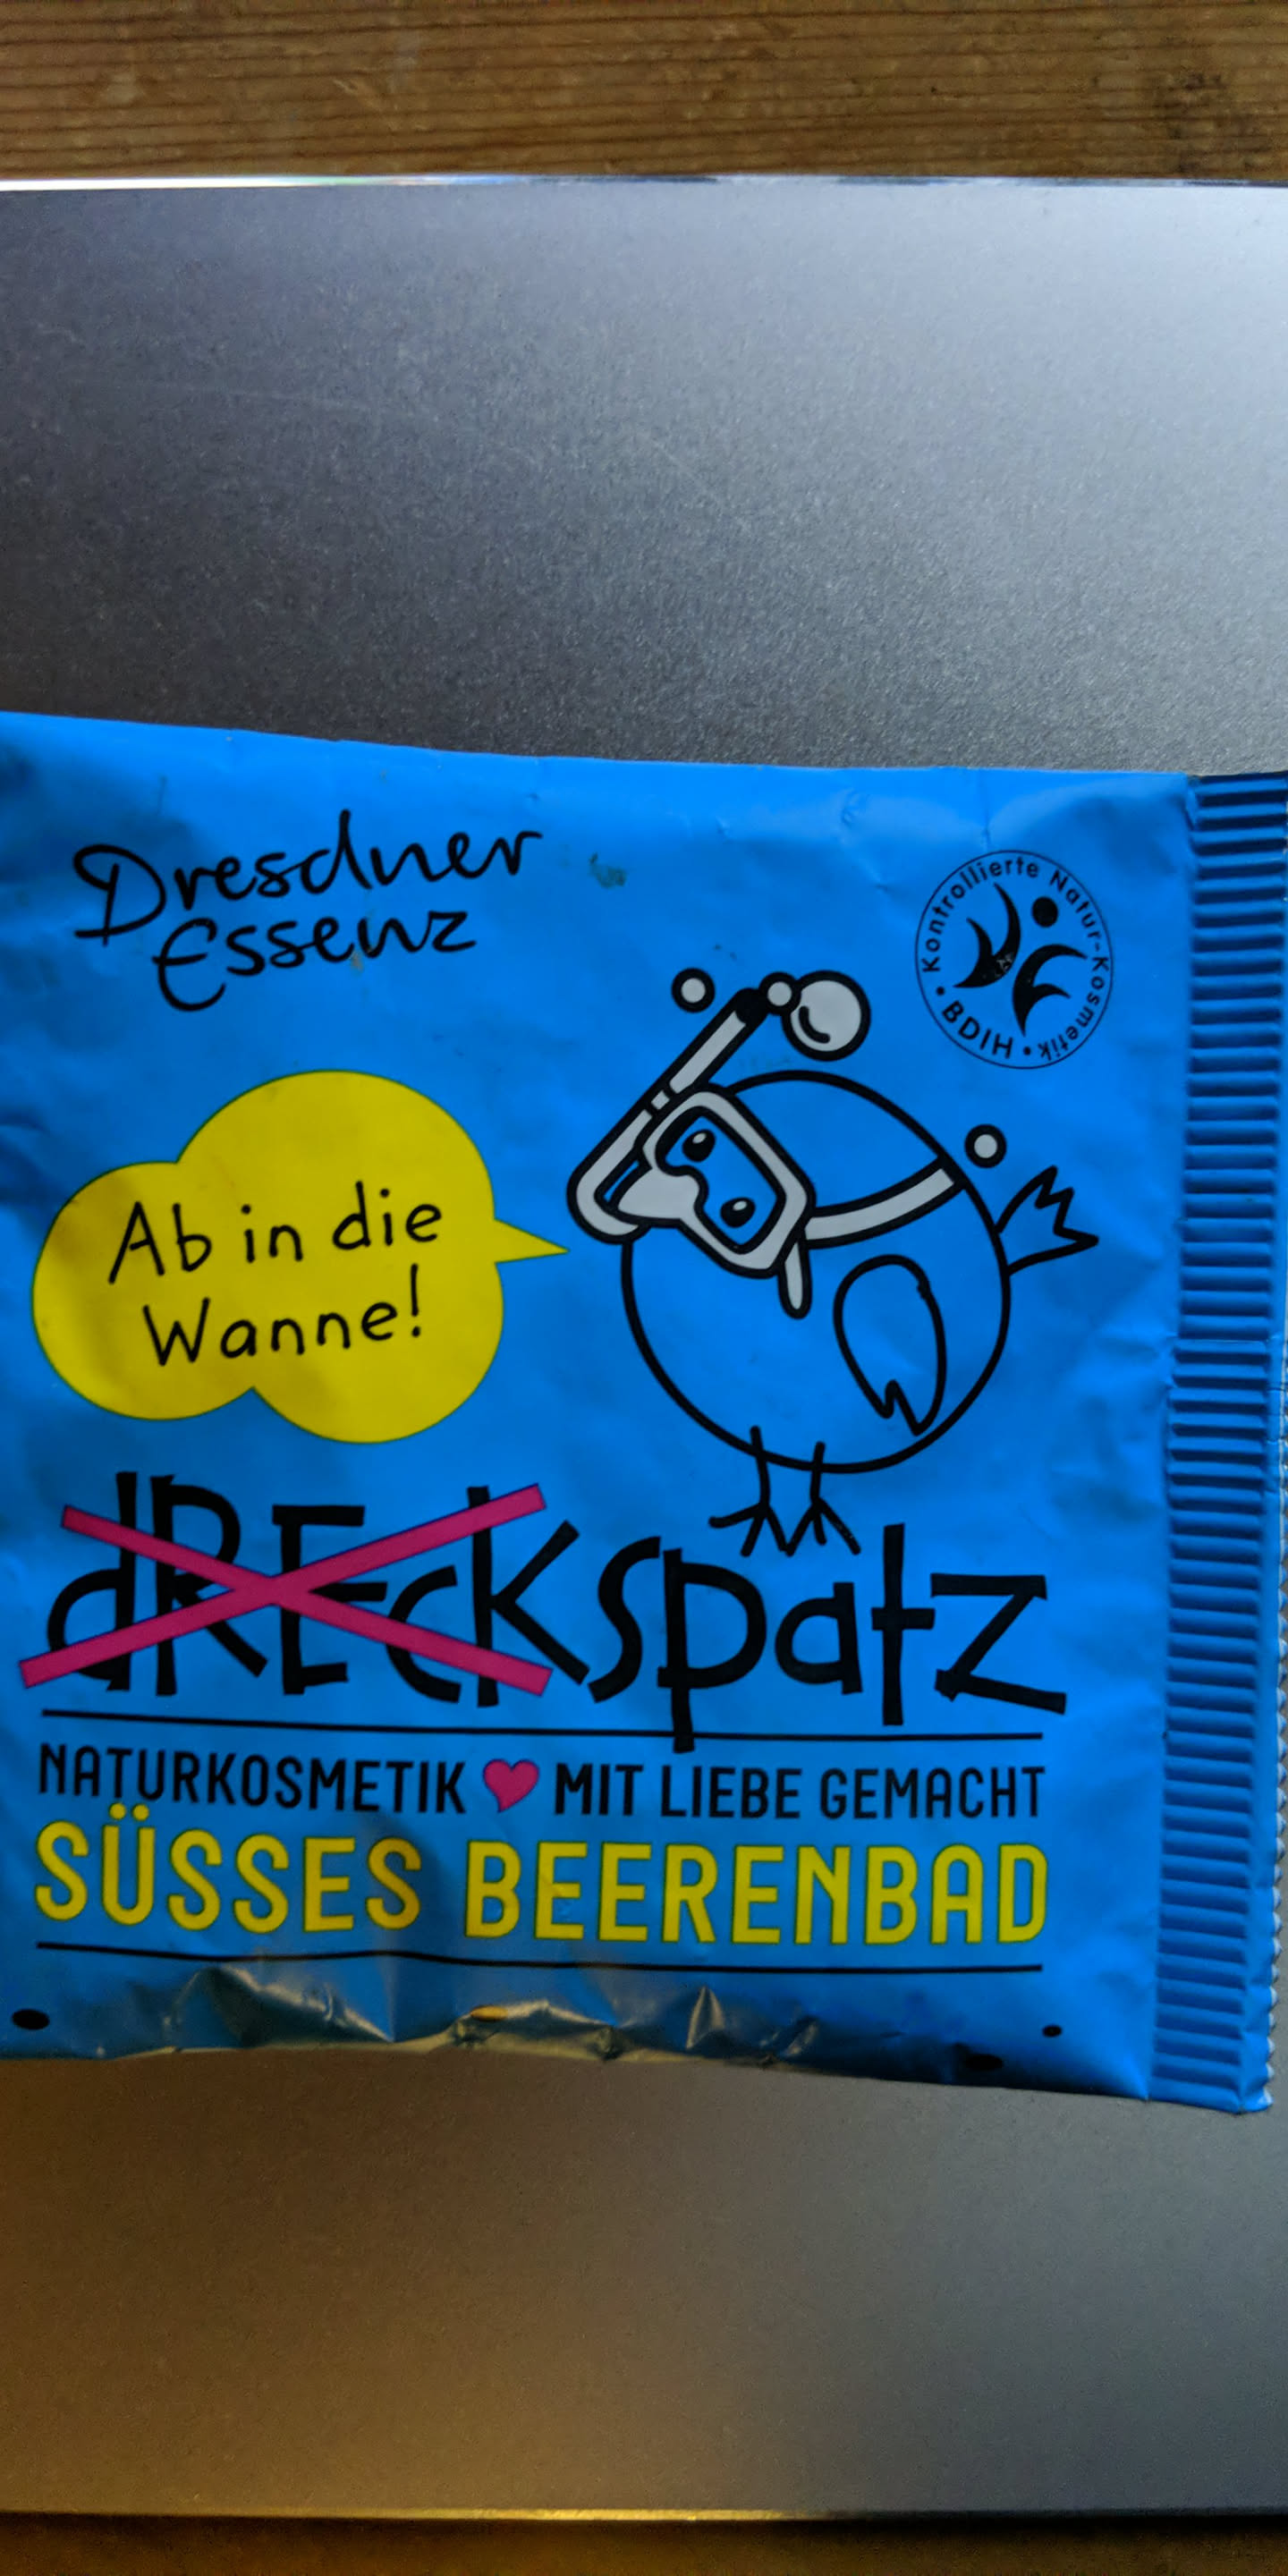 Dresdner
Essenz
Kontrollierte Natur-Kosmetik • BDIH •
Ab in die
Wanne!
dRECKspatz
NATURKOSMETIK ♥ MIT LIEBE GEMACHT
SÜSSES BEERENBAD